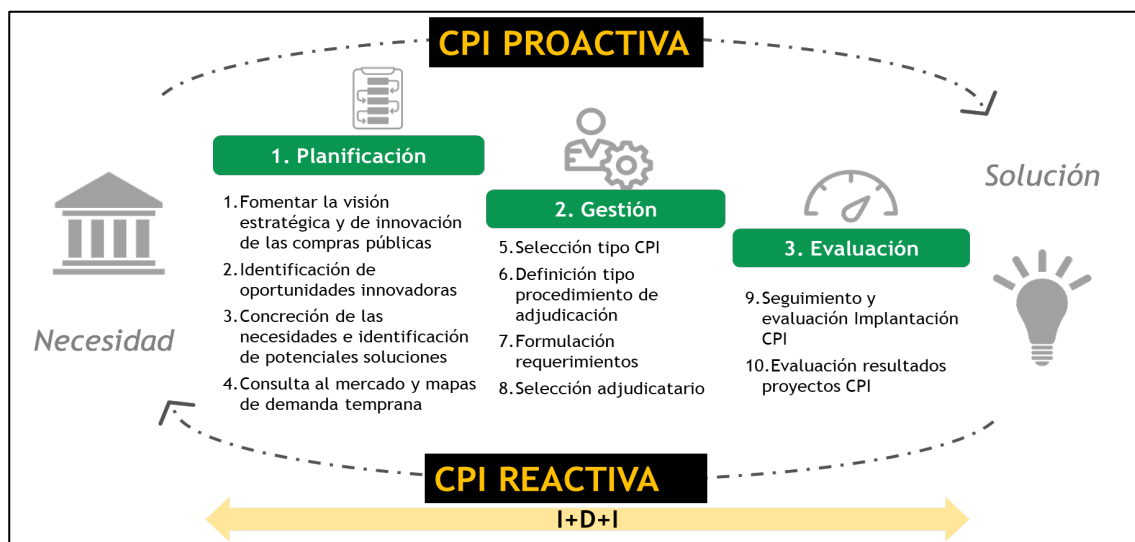 CPI PROACTIVA
1. Planificación
1.Fomentar la visión
estratégica y de innovación
de las compras públicas
2.Identificación de
oportunidades innovadoras
3.Concreción de las
necesidades e identificación
de potenciales soluciones
4.Consulta al mercado y mapas
de demanda temprana
Necesidad
2. Gestión
5.Selección tipo CPI
6.Definición tipo
procedimiento de
adjudicación
7.Formulación
requerimientos
8.Selección adjudicatario
3. Evaluación
9.Seguimiento y
evaluación Implantación
CPI
10.Evaluación resultados
proyectos CPI
Solución
CPI REACTIVA
I+D+I